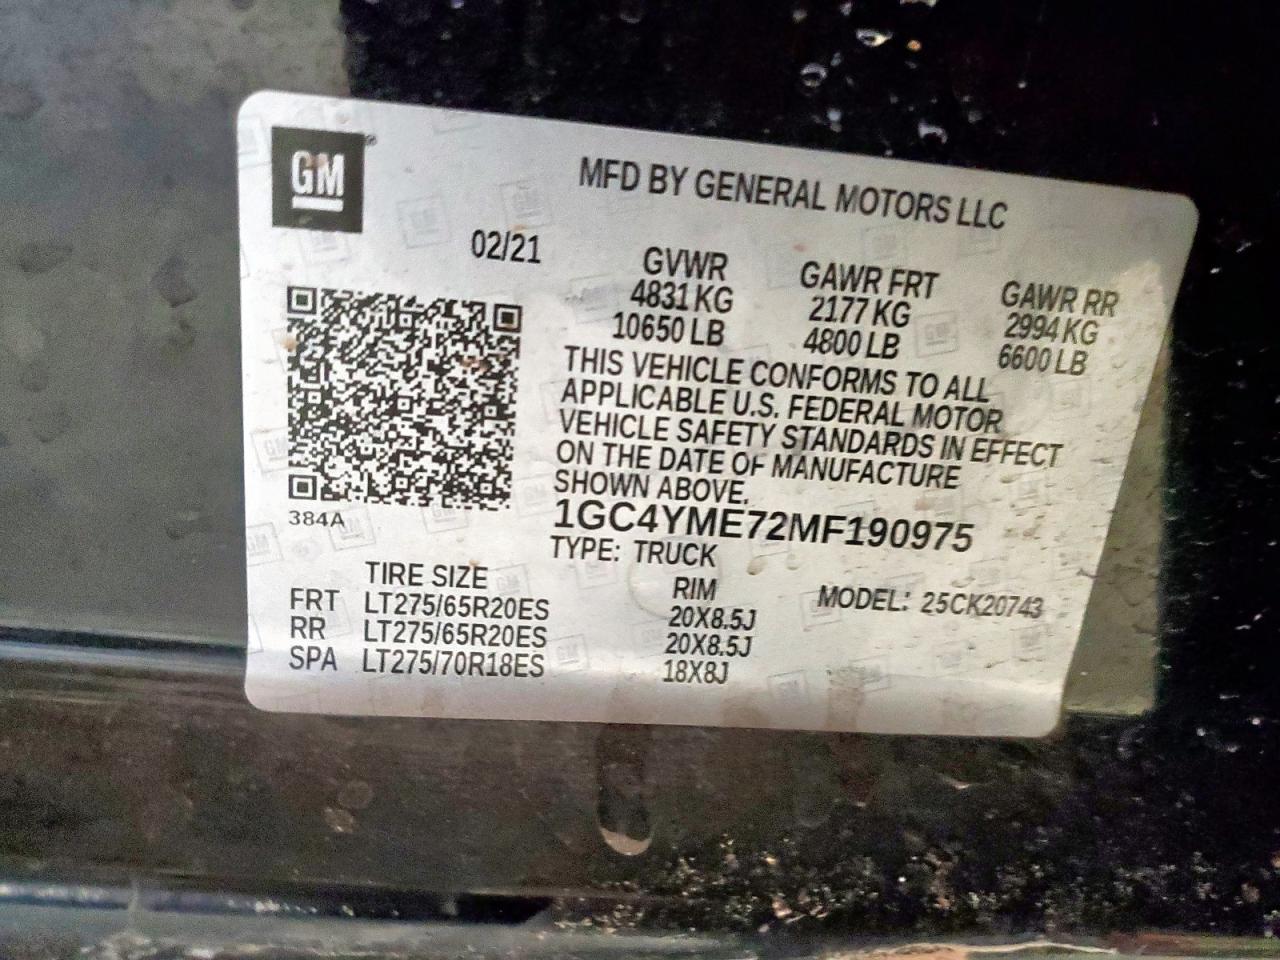 GM®
MFD BY GENERAL MOTORS LLC
02/21
GVWR GAWR FRT GAWR RR
4831 KG 2177 KG 2994 KG
10650 LB 4800 LB 6600 LB
THIS VEHICLE CONFORMS TO ALL
APPLICABLE U.S. FEDERAL MOTOR
VEHICLE SAFETY STANDARDS IN EFFECT
ON THE DATE OF MANUFACTURE
SHOWN ABOVE.
384A
1GC4YME72MF190975
TYPE: TRUCK
TIRE SIZE RIM MODEL: 25CK20743
FRT LT275/65R20ES 20X8.5J
RR LT275/65R20ES 20X8.5J
SPA LT275/70R18ES 18X8J